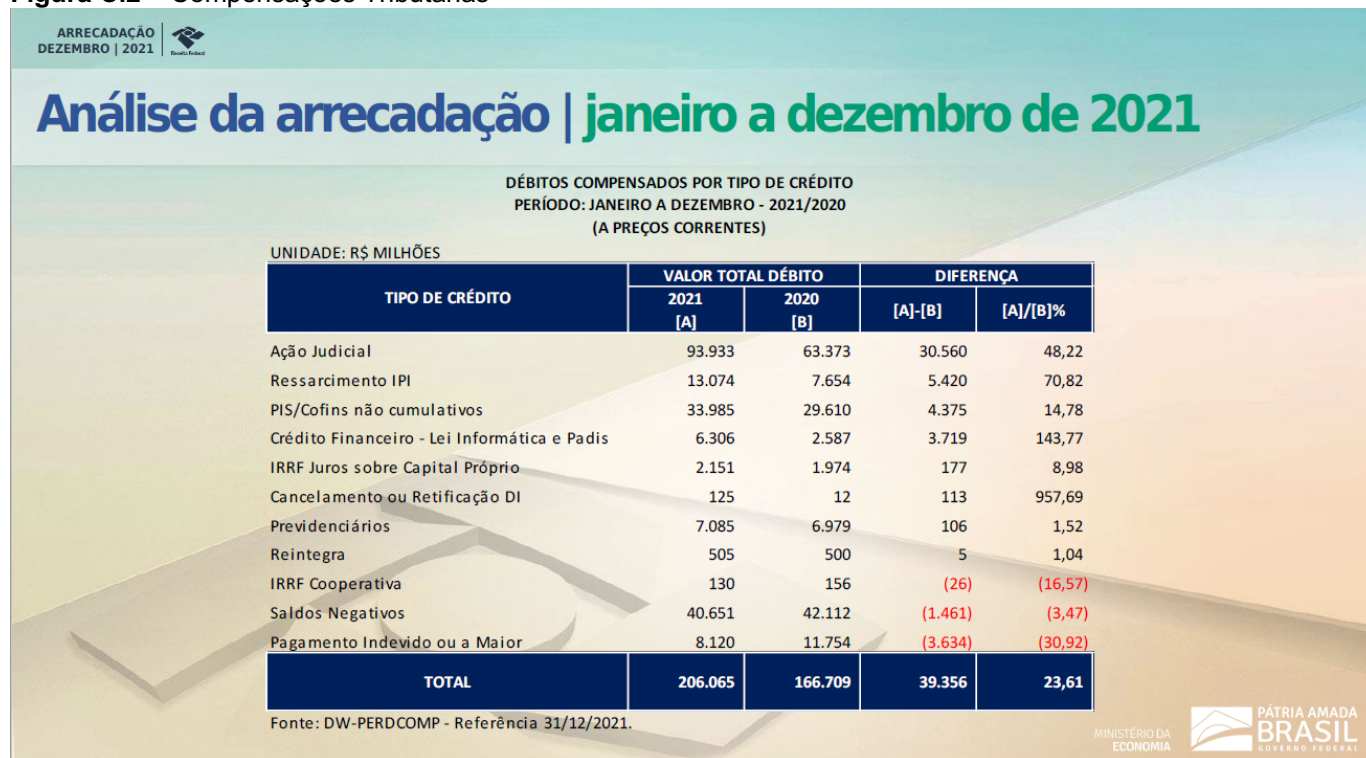 ARRECADAÇÃO
DEZEMBRO | 2021
Receita Federal
Análise da arrecadação | janeiro a dezembro de 2021
DÉBITOS COMPENSADOS POR TIPO DE CRÉDITO
PERÍODO: JANEIRO A DEZEMBRO - 2021/2020
(A PREÇOS CORRENTES)
UNIDADE: R$ MILHÕES
TIPO DE CRÉDITO VALOR TOTAL DÉBITO DIFERENÇA
2021 2020 [A]-[B] [A]/[B]%
[A] [B]
Ação Judicial 93.933 63.373 30.560 48,22
Ressarcimento IPI 13.074 7.654 5.420 70,82
PIS/Cofins não cumulativos 33.985 29.610 4.375 14,78
Crédito Financeiro - Lei Informática e Padis 6.306 2.587 3.719 143,77
IRRF Juros sobre Capital Próprio 2.151 1.974 177 8,98
Cancelamento ou Retificação DI 125 12 113 957,69
Previdenciários 7.085 6.979 106 1,52
Reintegra 505 500 5 1,04
IRRF Cooperativa 130 156 (26) (16,57)
Saldos Negativos 40.651 42.112 (1.461) (3,47)
Pagamento Indevido ou a Maior 8.120 11.754 (3.634) (30,92)
TOTAL 206.065 166.709 39.356 23,61
Fonte: DW-PERDCOMP - Referência 31/12/2021.
MINISTÉRIO DA
ECONOMIA
PÁTRIA AMADA
BRASIL
GOVERNO FEDERAL